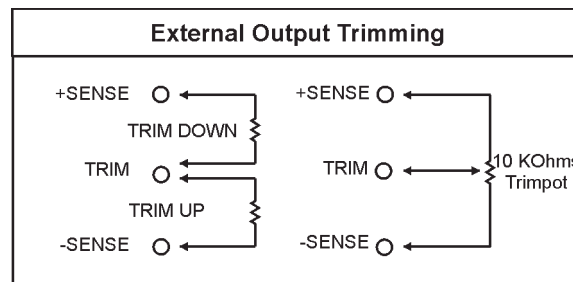 External Output Trimming
+SENSE
TRIM DOWN
TRIM
TRIM UP
-SENSE
+SENSE
TRIM
10 KOhms
Trimpot
-SENSE